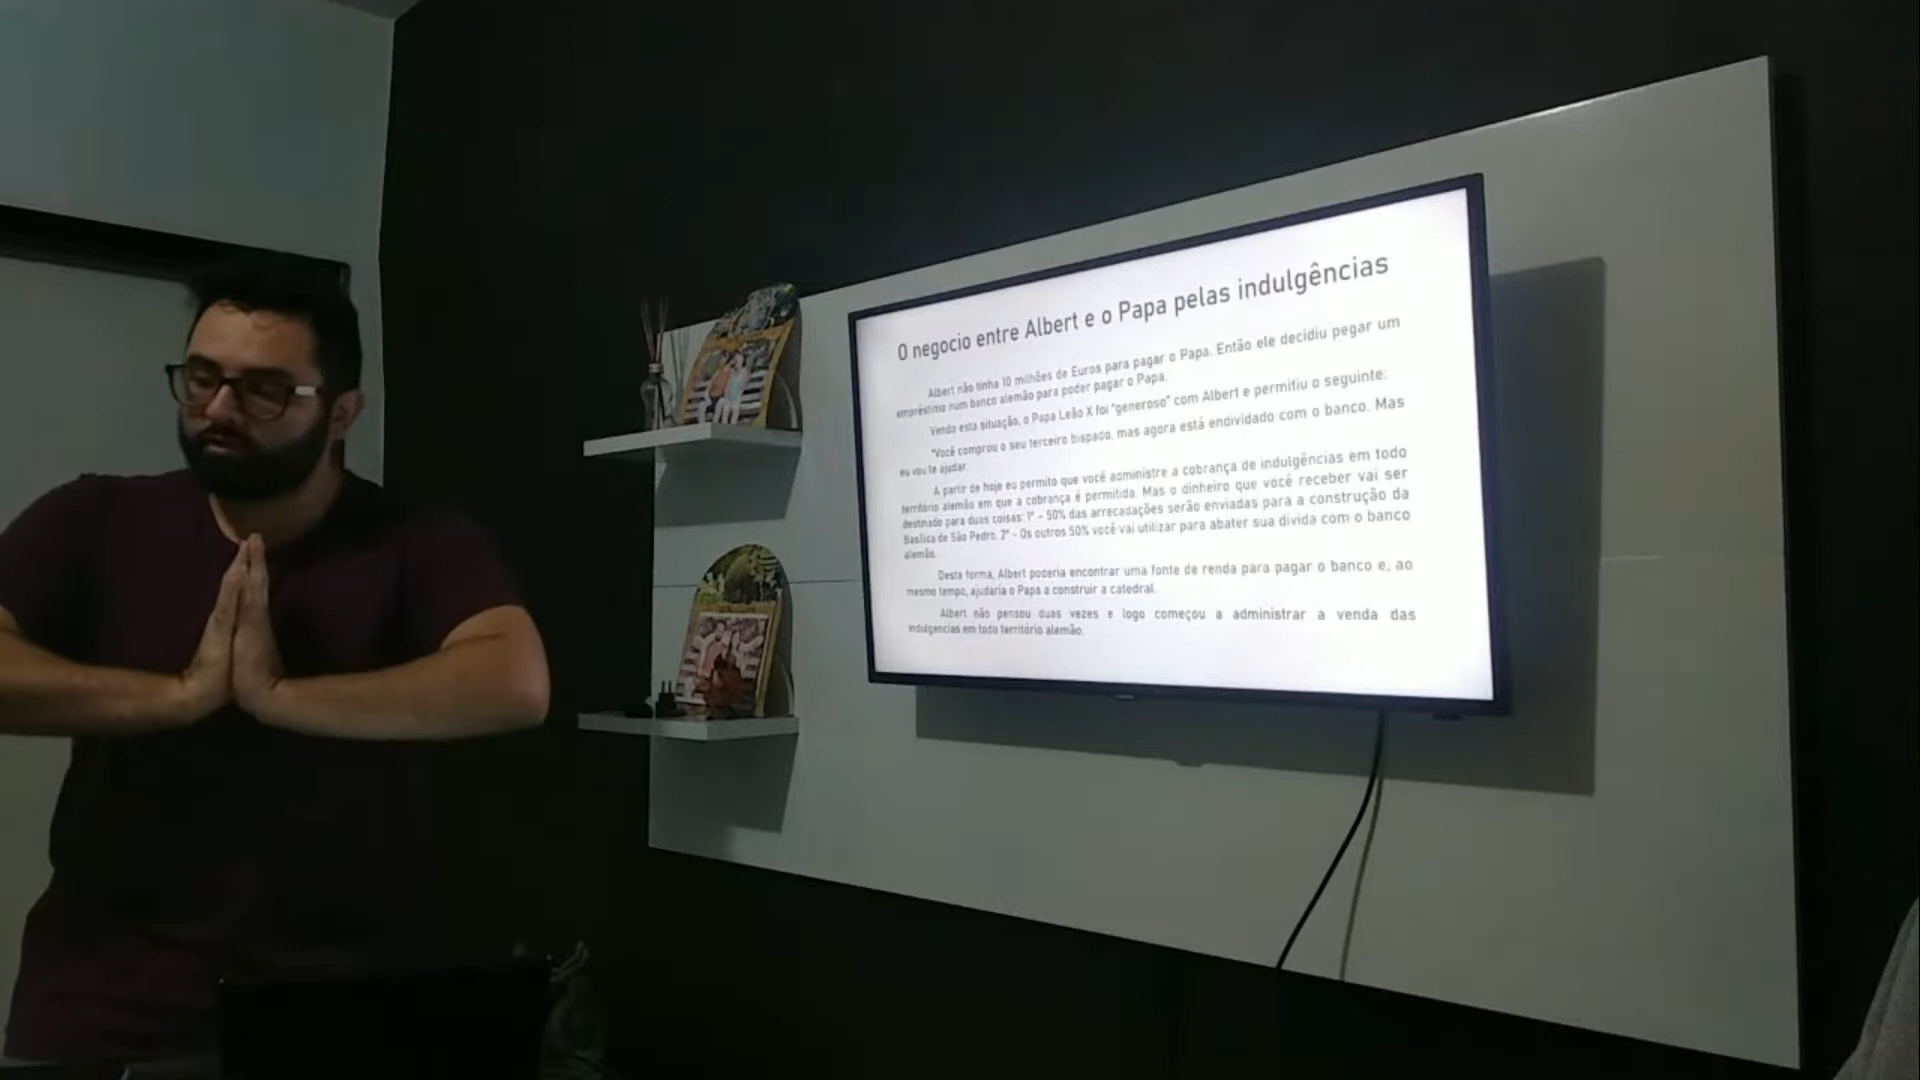 O negocio entre Albert e o Papa pelas indulgências
Albert não tinha 10 milhões de Euros para pagar o Papa. Então ele decidiu pegar um
empréstimo num banco alemão para poder pagar o Papa.
Vendo esta situação, o Papa Leão X foi "generoso" com Albert e permitiu o seguinte:
"Você comprou o seu terceiro bispado, mas agora está endividado com o banco. Mas
eu vou te ajudar.
A partir de hoje eu permito que você administre a cobrança de indulgências em todo
território alemão em que a cobrança é permitida. Mas o dinheiro que você receber vai ser
destinado para duas coisas: 1ª - 50% das arrecadações serão enviadas para a construção da
Basílica de São Pedro. 2ª - Os outros 50% você vai utilizar para abater sua dívida com o banco
alemão.
Desta forma, Albert poderia encontrar uma fonte de renda para pagar o banco e, ao
mesmo tempo, ajudaria o Papa a construir a catedral.
Albert não pensou duas vezes e logo começou a administrar a venda das
indulgencias em todo território alemão.